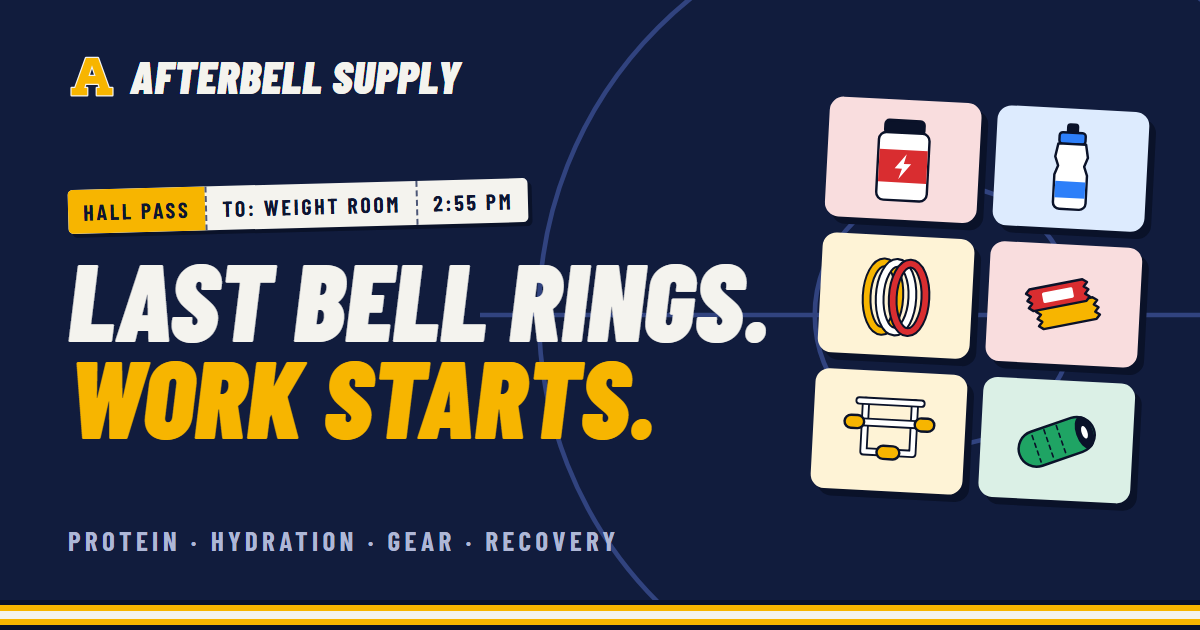 A AFTERBELL SUPPLY
HALL PASS TO: WEIGHT ROOM 2:55 PM
LAST BELL RINGS.
WORK STARTS.
PROTEIN · HYDRATION · GEAR · RECOVERY